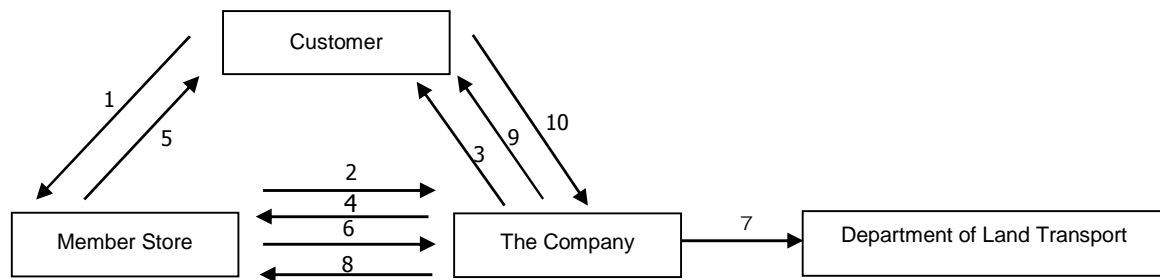 Customer
1
5
3
9
10
2
4
6
8
7
Member Store
The Company
Department of Land Transport